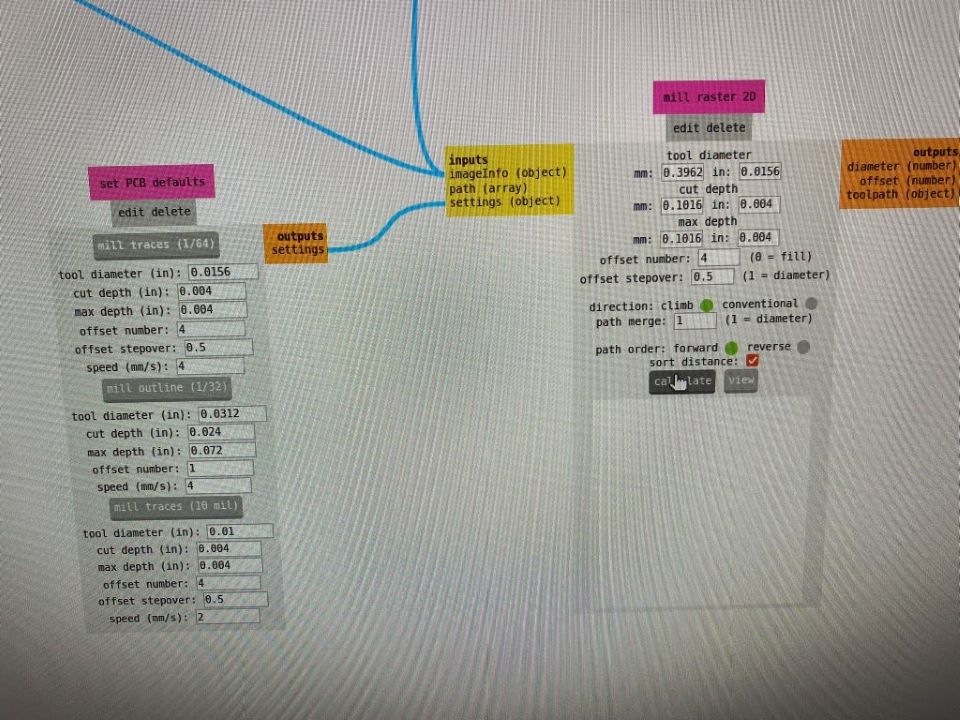 set PCB defaults
edit delete
mill traces (1/64)
tool diameter (in): 0.0156
cut depth (in): 0.004
max depth (in): 0.004
offset number: 4
offset stepover: 0.5
speed (mm/s): 4
mill outline (1/32)
tool diameter (in): 0.0312
cut depth (in): 0.024
max depth (in): 0.072
offset number: 1
speed (mm/s): 4
mill traces (10 mil)
tool diameter (in): 0.01
cut depth (in): 0.004
max depth (in): 0.004
offset number: 4
offset stepover: 0.5
speed (mm/s): 2
outputs
settings
inputs
imageInfo (object)
path (array)
settings (object)
mill raster 2D
edit delete
tool diameter
mm: 0.3962 in: 0.0156
cut depth
mm: 0.1016 in: 0.004
max depth
mm: 0.1016 in: 0.004
offset number: 4 (0 = fill)
offset stepover: 0.5 (1 = diameter)
direction: climb conventional
path merge: 1 (1 = diameter)
path order: forward reverse
sort distance:
calculate view
outputs
diameter (number)
offset (number)
toolpath (object)